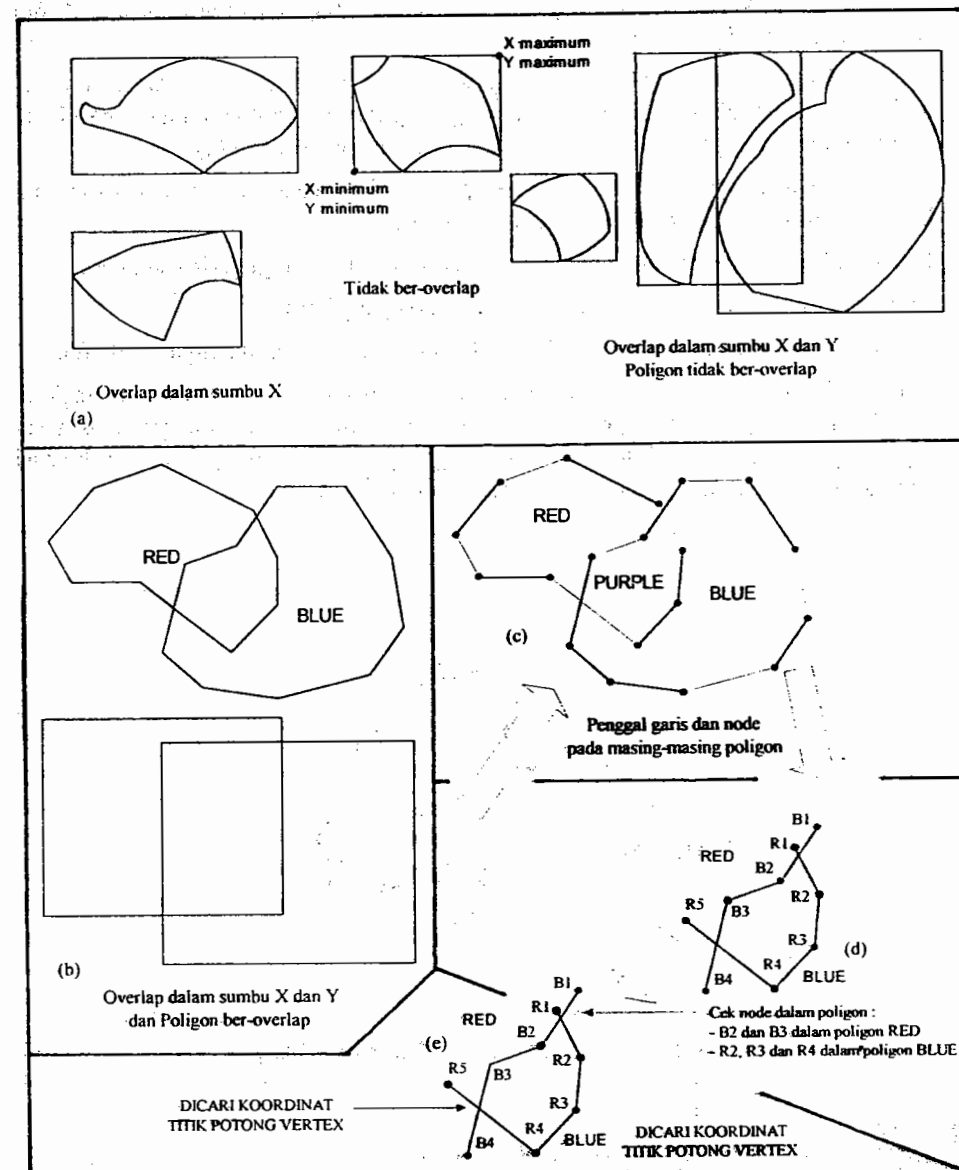 X maximum
Y maximum
X minimum
Y minimum
Tidak ber-overlap
Overlap dalam sumbu X dan Y
Poligon tidak ber-overlap
Overlap dalam sumbu X
(a)
RED
BLUE
(b)
Overlap dalam sumbu X dan Y
dan Poligon ber-overlap
RED
PURPLE
BLUE
(c)
Penggal garis dan node
pada masing-masing poligon
B1
R1
RED
B2
R5
B3
R2
R3
(d)
R4
BLUE
B4
Cek node dalam poligon :
- B2 dan B3 dalam poligon RED
- R2, R3 dan R4 dalam poligon BLUE
B1
R1
RED
B2
(e)
R5
B3
R2
R3
R4
BLUE
B4
DICARI KOORDINAT
TITIK POTONG VERTEX
DICARI KOORDINAT
TITIK POTONG VERTEX